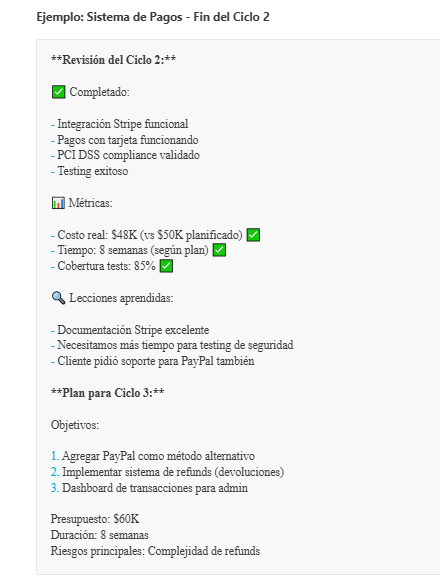 Ejemplo: Sistema de Pagos - Fin del Ciclo 2
**Revisión del Ciclo 2:**
✅ Completado:
- Integración Stripe funcional
- Pagos con tarjeta funcionando
- PCI DSS compliance validado
- Testing exitoso
📊 Métricas:
- Costo real: $48K (vs $50K planificado) ✅
- Tiempo: 8 semanas (según plan) ✅
- Cobertura tests: 85% ✅
🔍 Lecciones aprendidas:
- Documentación Stripe excelente
- Necesitamos más tiempo para testing de seguridad
- Cliente pidió soporte para PayPal también
**Plan para Ciclo 3:**
Objetivos:
1. Agregar PayPal como método alternativo
2. Implementar sistema de refunds (devoluciones)
3. Dashboard de transacciones para admin
Presupuesto: $60K
Duración: 8 semanas
Riesgos principales: Complejidad de refunds